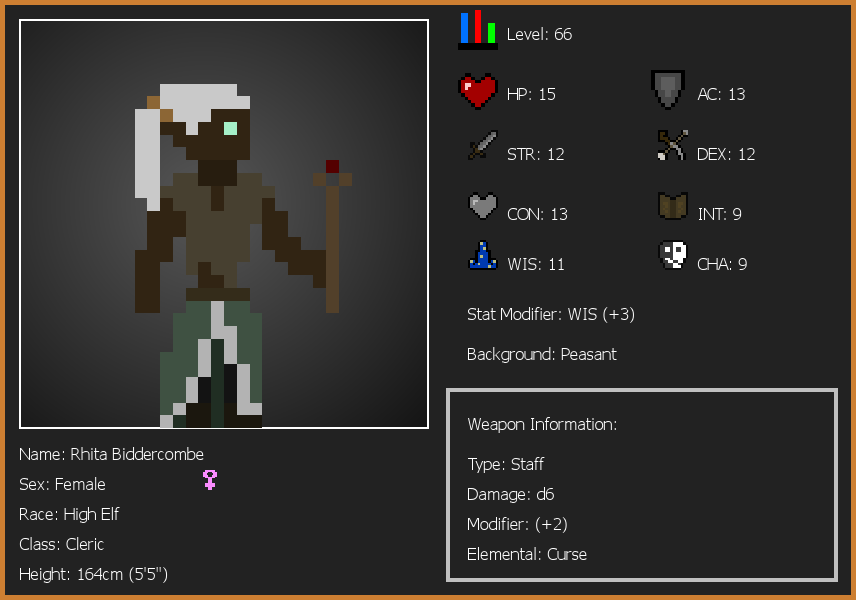 Level: 66
HP: 15
AC: 13
STR: 12
DEX: 12
CON: 13
INT: 9
WIS: 11
CHA: 9
Stat Modifier: WIS (+3)
Background: Peasant
Weapon Information:
Type: Staff
Damage: d6
Modifier: (+2)
Elemental: Curse
Name: Rhita Biddercombe
Sex: Female
Race: High Elf
Class: Cleric
Height: 164cm (5'5")